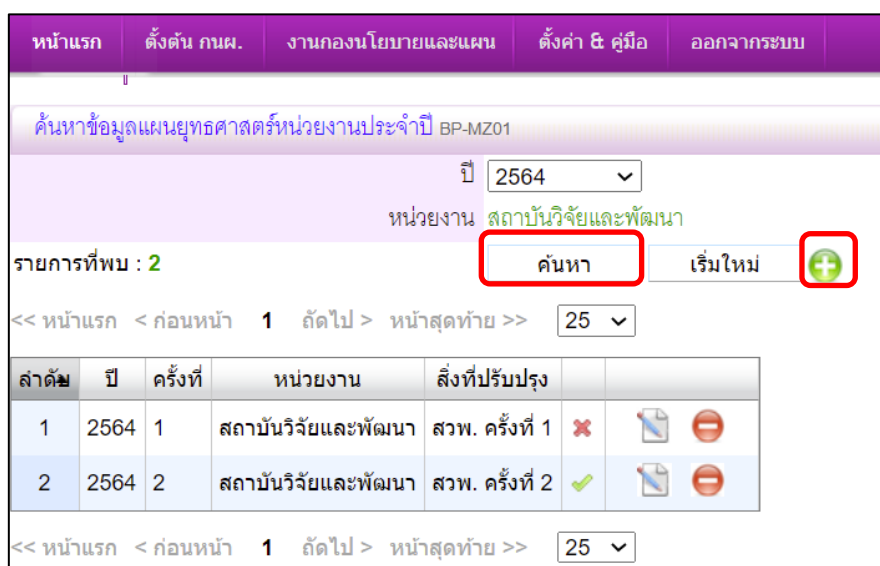 หน้าแรก ตั้งต้น กนผ. งานกองนโยบายและแผน ตั้งค่า & คู่มือ ออกจากระบบ
ค้นหาข้อมูลแผนยุทธศาสตร์หน่วยงานประจำปี BP-MZ01
ปี 2564
หน่วยงาน สถาบันวิจัยและพัฒนา
รายการที่พบ : 2 ค้นหา เริ่มใหม่
<< หน้าแรก < ก่อนหน้า 1 ถัดไป > หน้าสุดท้าย >> 25
ลำดับ ปี ครั้งที่ หน่วยงาน สิ่งที่ปรับปรุง
1 2564 1 สถาบันวิจัยและพัฒนา สวพ. ครั้งที่ 1
2 2564 2 สถาบันวิจัยและพัฒนา สวพ. ครั้งที่ 2
<< หน้าแรก < ก่อนหน้า 1 ถัดไป > หน้าสุดท้าย >> 25